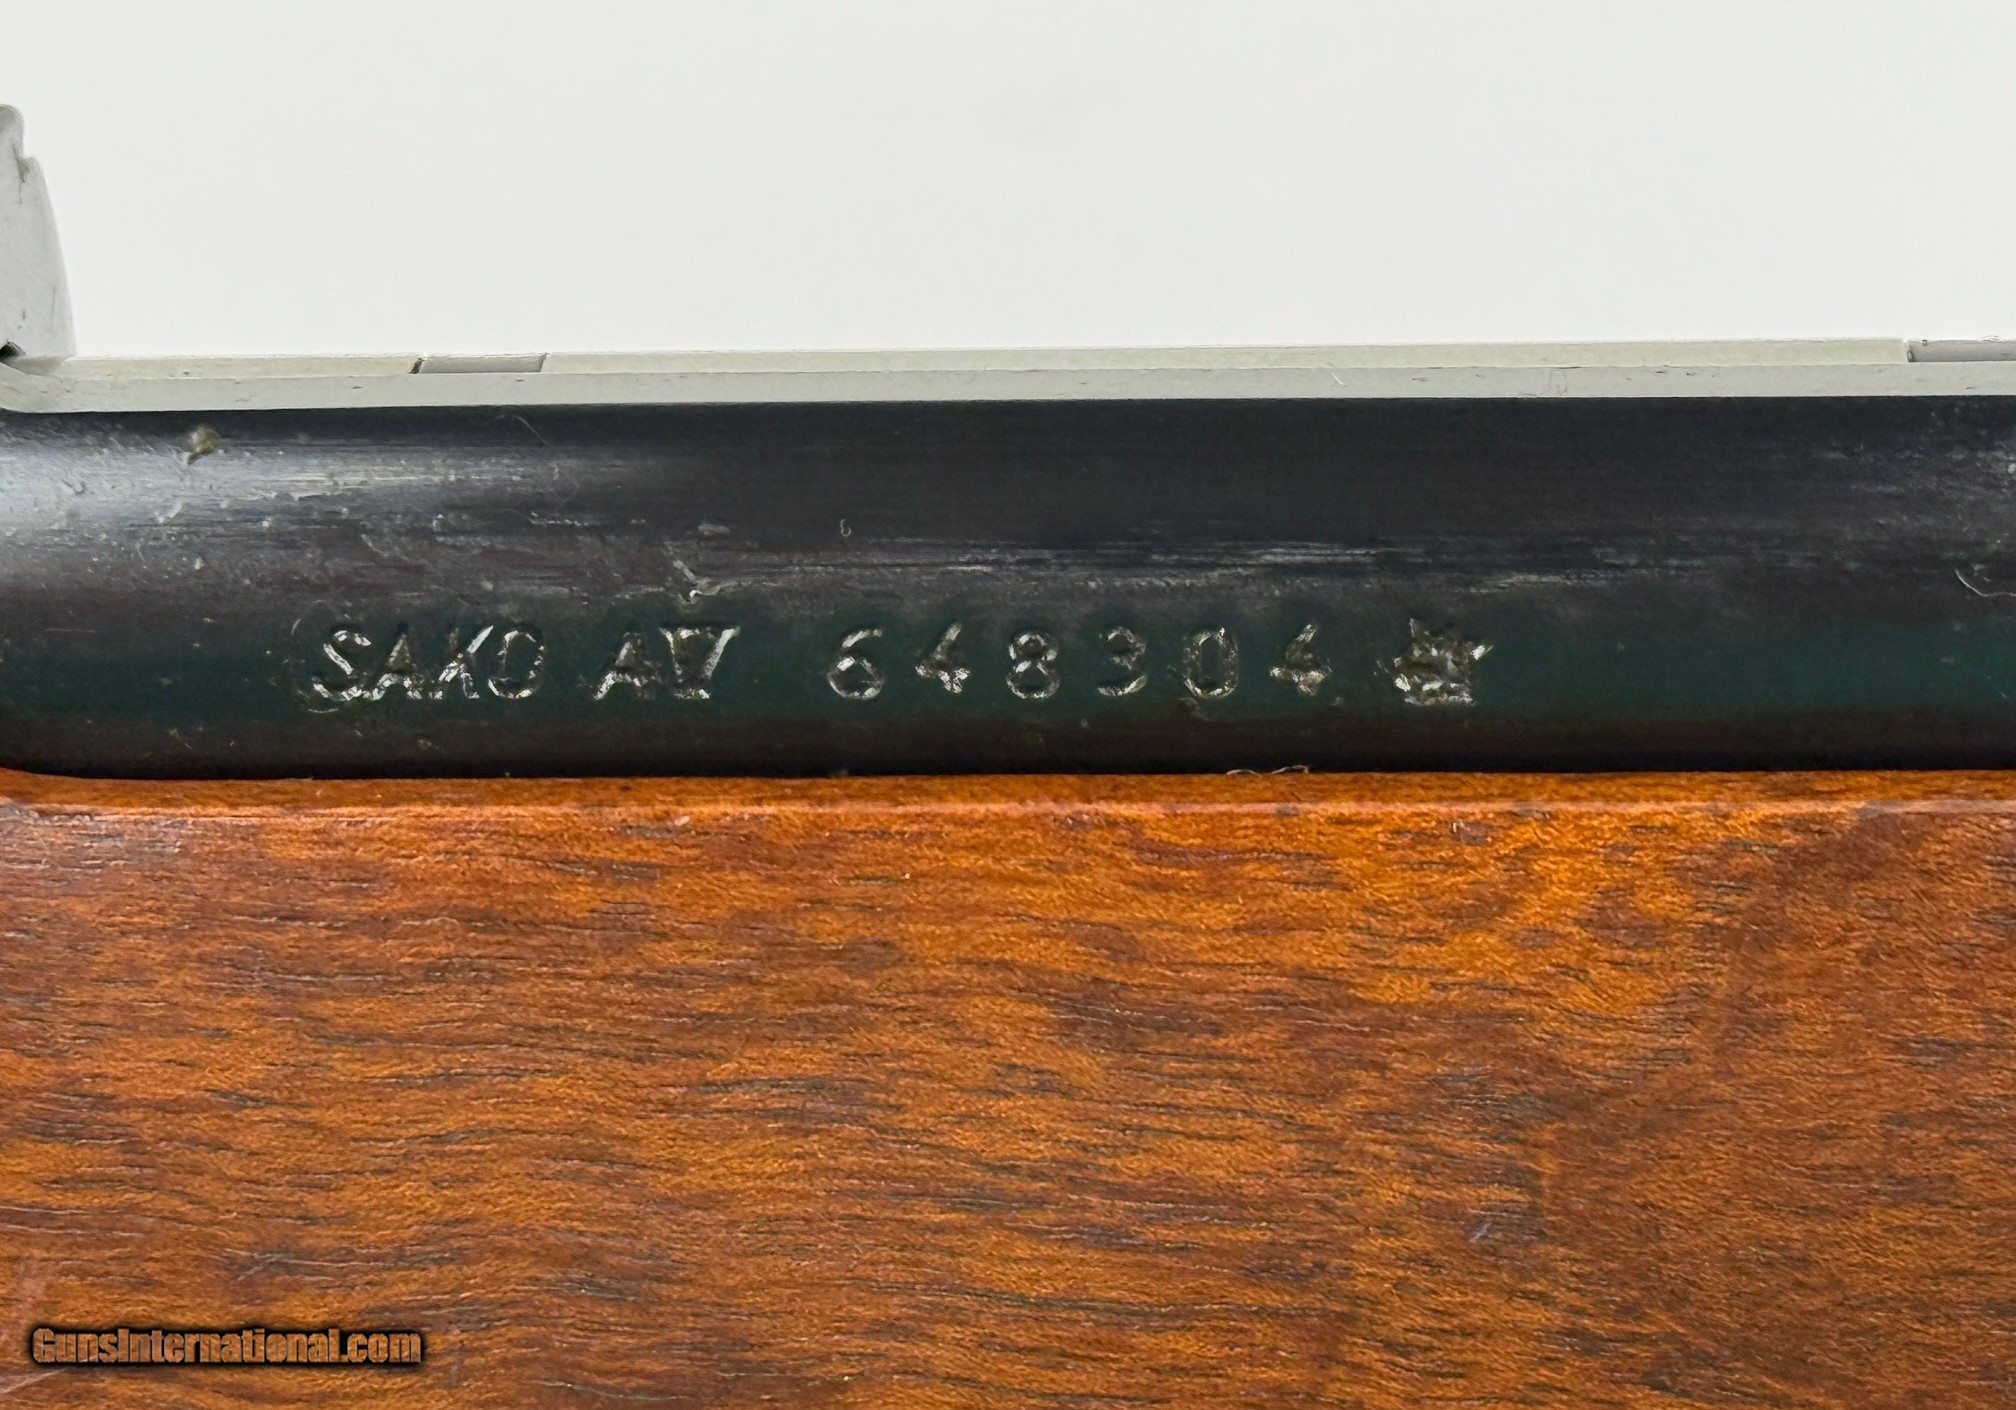 SAKO AV 648304
GunsInternational.com